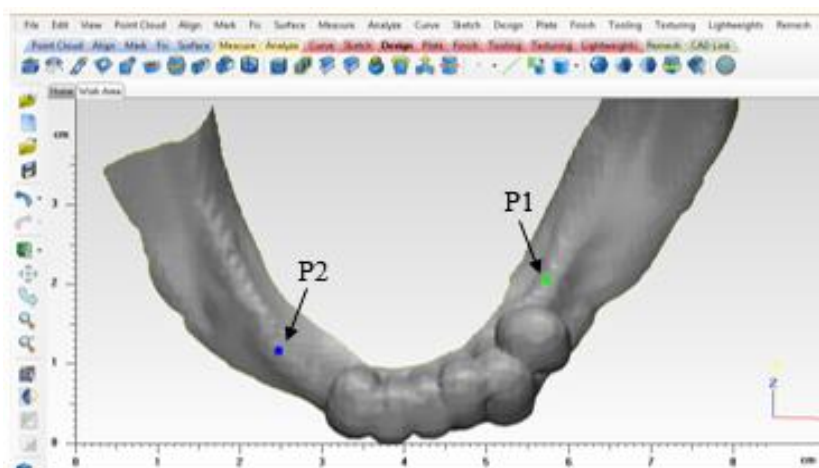 File Edit View Point Cloud Align Mark Fix Surface Measure Analyze Curve Sketch Design Plate Finish Tooling Texturing Lightweights Remesh
Point Cloud Align Mark Fix Surface Measure Analyze Curve Sketch Design Plate Finish Tooling Texturing Lightweights Remesh CAD Link
Home Work Area
cm
3
P1
P2
2
1
0
Z
0 1 2 3 4 5 6 7 8 cm